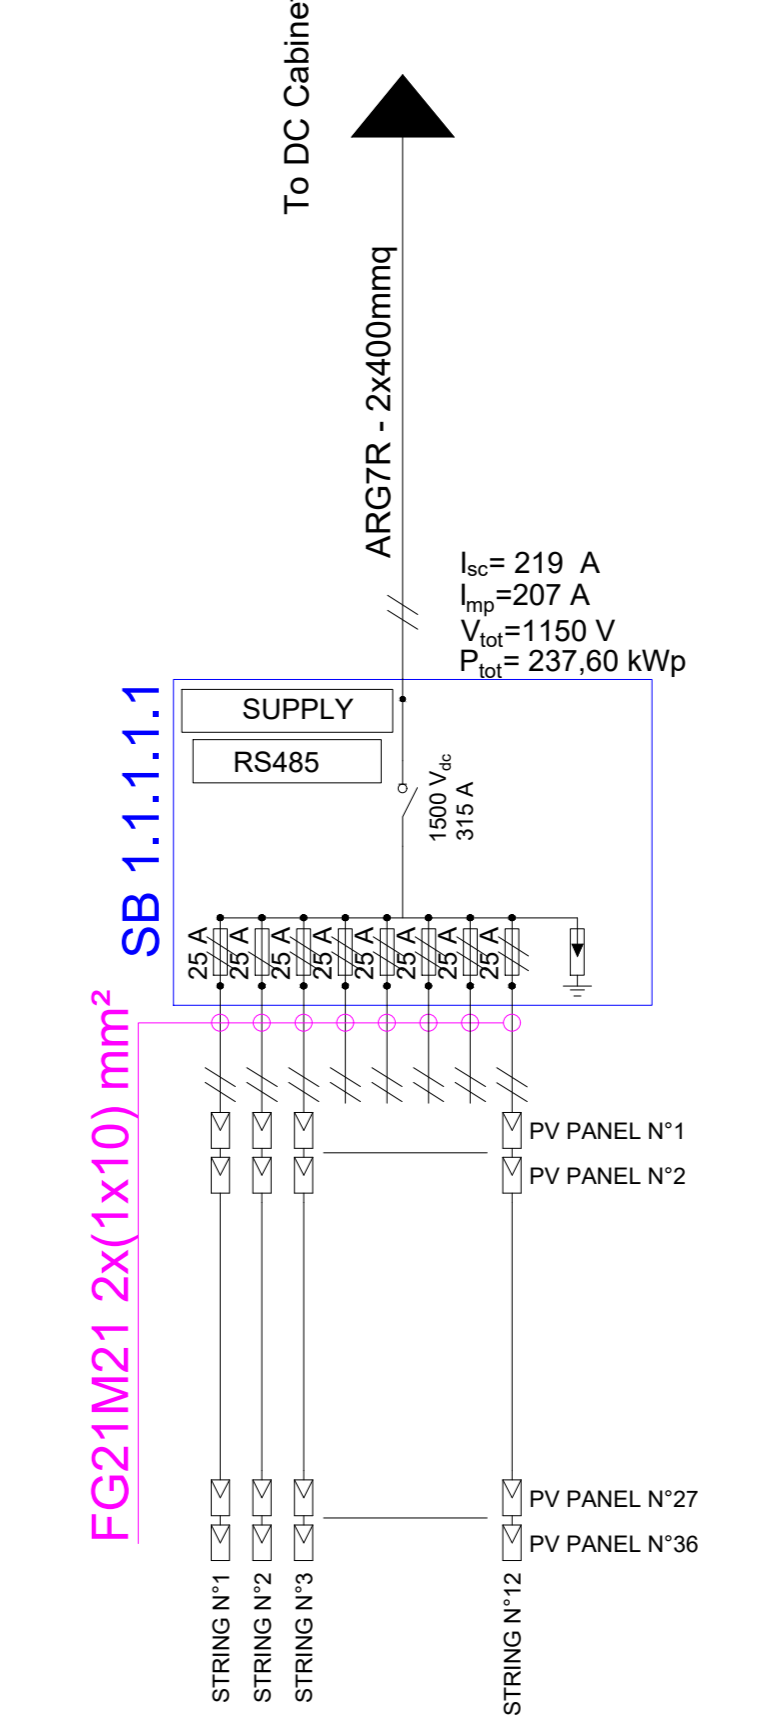 To DC Cabine
ARG7R - 2x400mmq
Isc= 219 A
Imp=207 A
Vtot=1150 V
Ptot= 237,60 kWp
SB 1.1.1.1.1
SUPPLY
RS485
1500 Vdc
315 A
25 A
25 A
25 A
25 A
25 A
25 A
25 A
25 A
FG21M21 2x(1x10) mm²
PV PANEL N°1
PV PANEL N°2
PV PANEL N°27
PV PANEL N°36
STRING N°1
STRING N°2
STRING N°3
STRING N°12